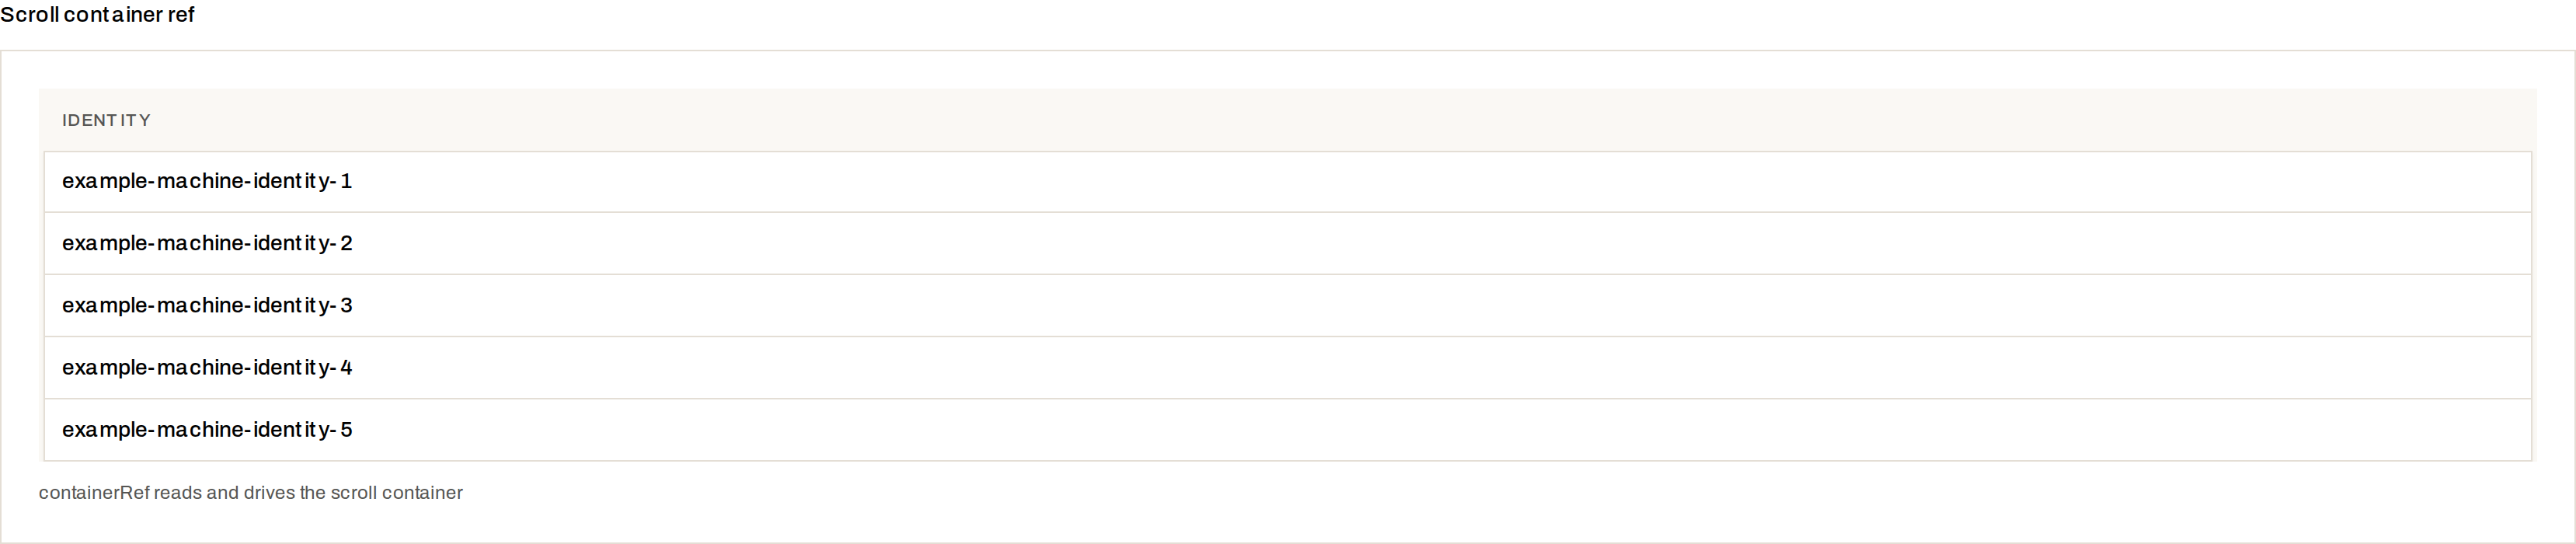 Scroll container ref
IDENTITY
example-machine-identity-1
example-machine-identity-2
example-machine-identity-3
example-machine-identity-4
example-machine-identity-5
containerRef reads and drives the scroll container